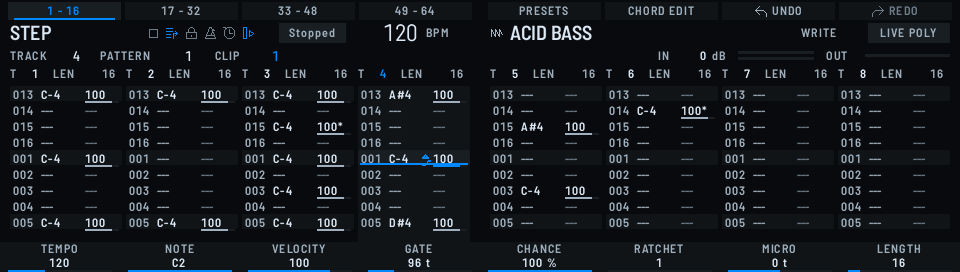 1 - 16 17 - 32 33 - 48 49 - 64 PRESETS CHORD EDIT UNDO REDO
STEP Stopped 120 BPM ACID BASS WRITE LIVE POLY
TRACK 4 PATTERN 1 CLIP 1 IN 0 dB OUT
T 1 LEN 16 T 2 LEN 16 T 3 LEN 16 T 4 LEN 16 T 5 LEN 16 T 6 LEN 16 T 7 LEN 16 T 8 LEN 16
013 C-4 100 013 C-4 100 013 C-4 100 013 A#4 100 013 --- --- 013 --- --- 013 --- --- 013 --- ---
014 --- --- 014 --- --- 014 --- --- 014 --- --- 014 --- --- 014 C-4 100* 014 --- --- 014 --- ---
015 --- --- 015 --- --- 015 C-4 100* 015 --- --- 015 A#4 100 015 --- --- 015 --- --- 015 --- ---
016 --- --- 016 --- --- 016 --- --- 016 --- --- 016 --- --- 016 --- --- 016 --- --- 016 --- ---
001 C-4 100 001 --- --- 001 C-4 100 001 C-4 100 001 --- --- 001 --- --- 001 --- --- 001 --- ---
002 --- --- 002 --- --- 002 --- --- 002 --- --- 002 --- --- 002 --- --- 002 --- --- 002 --- ---
003 --- --- 003 --- --- 003 C-4 100 003 --- --- 003 C-4 100 003 --- --- 003 --- --- 003 --- ---
004 --- --- 004 --- --- 004 --- --- 004 --- --- 004 --- --- 004 --- --- 004 --- --- 004 --- ---
005 C-4 100 005 C-4 100 005 C-4 100 005 D#4 100 005 --- --- 005 --- --- 005 --- --- 005 --- ---
TEMPO NOTE VELOCITY GATE CHANCE RATCHET MICRO LENGTH
120 C2 100 96 t 100 % 1 0 t 16